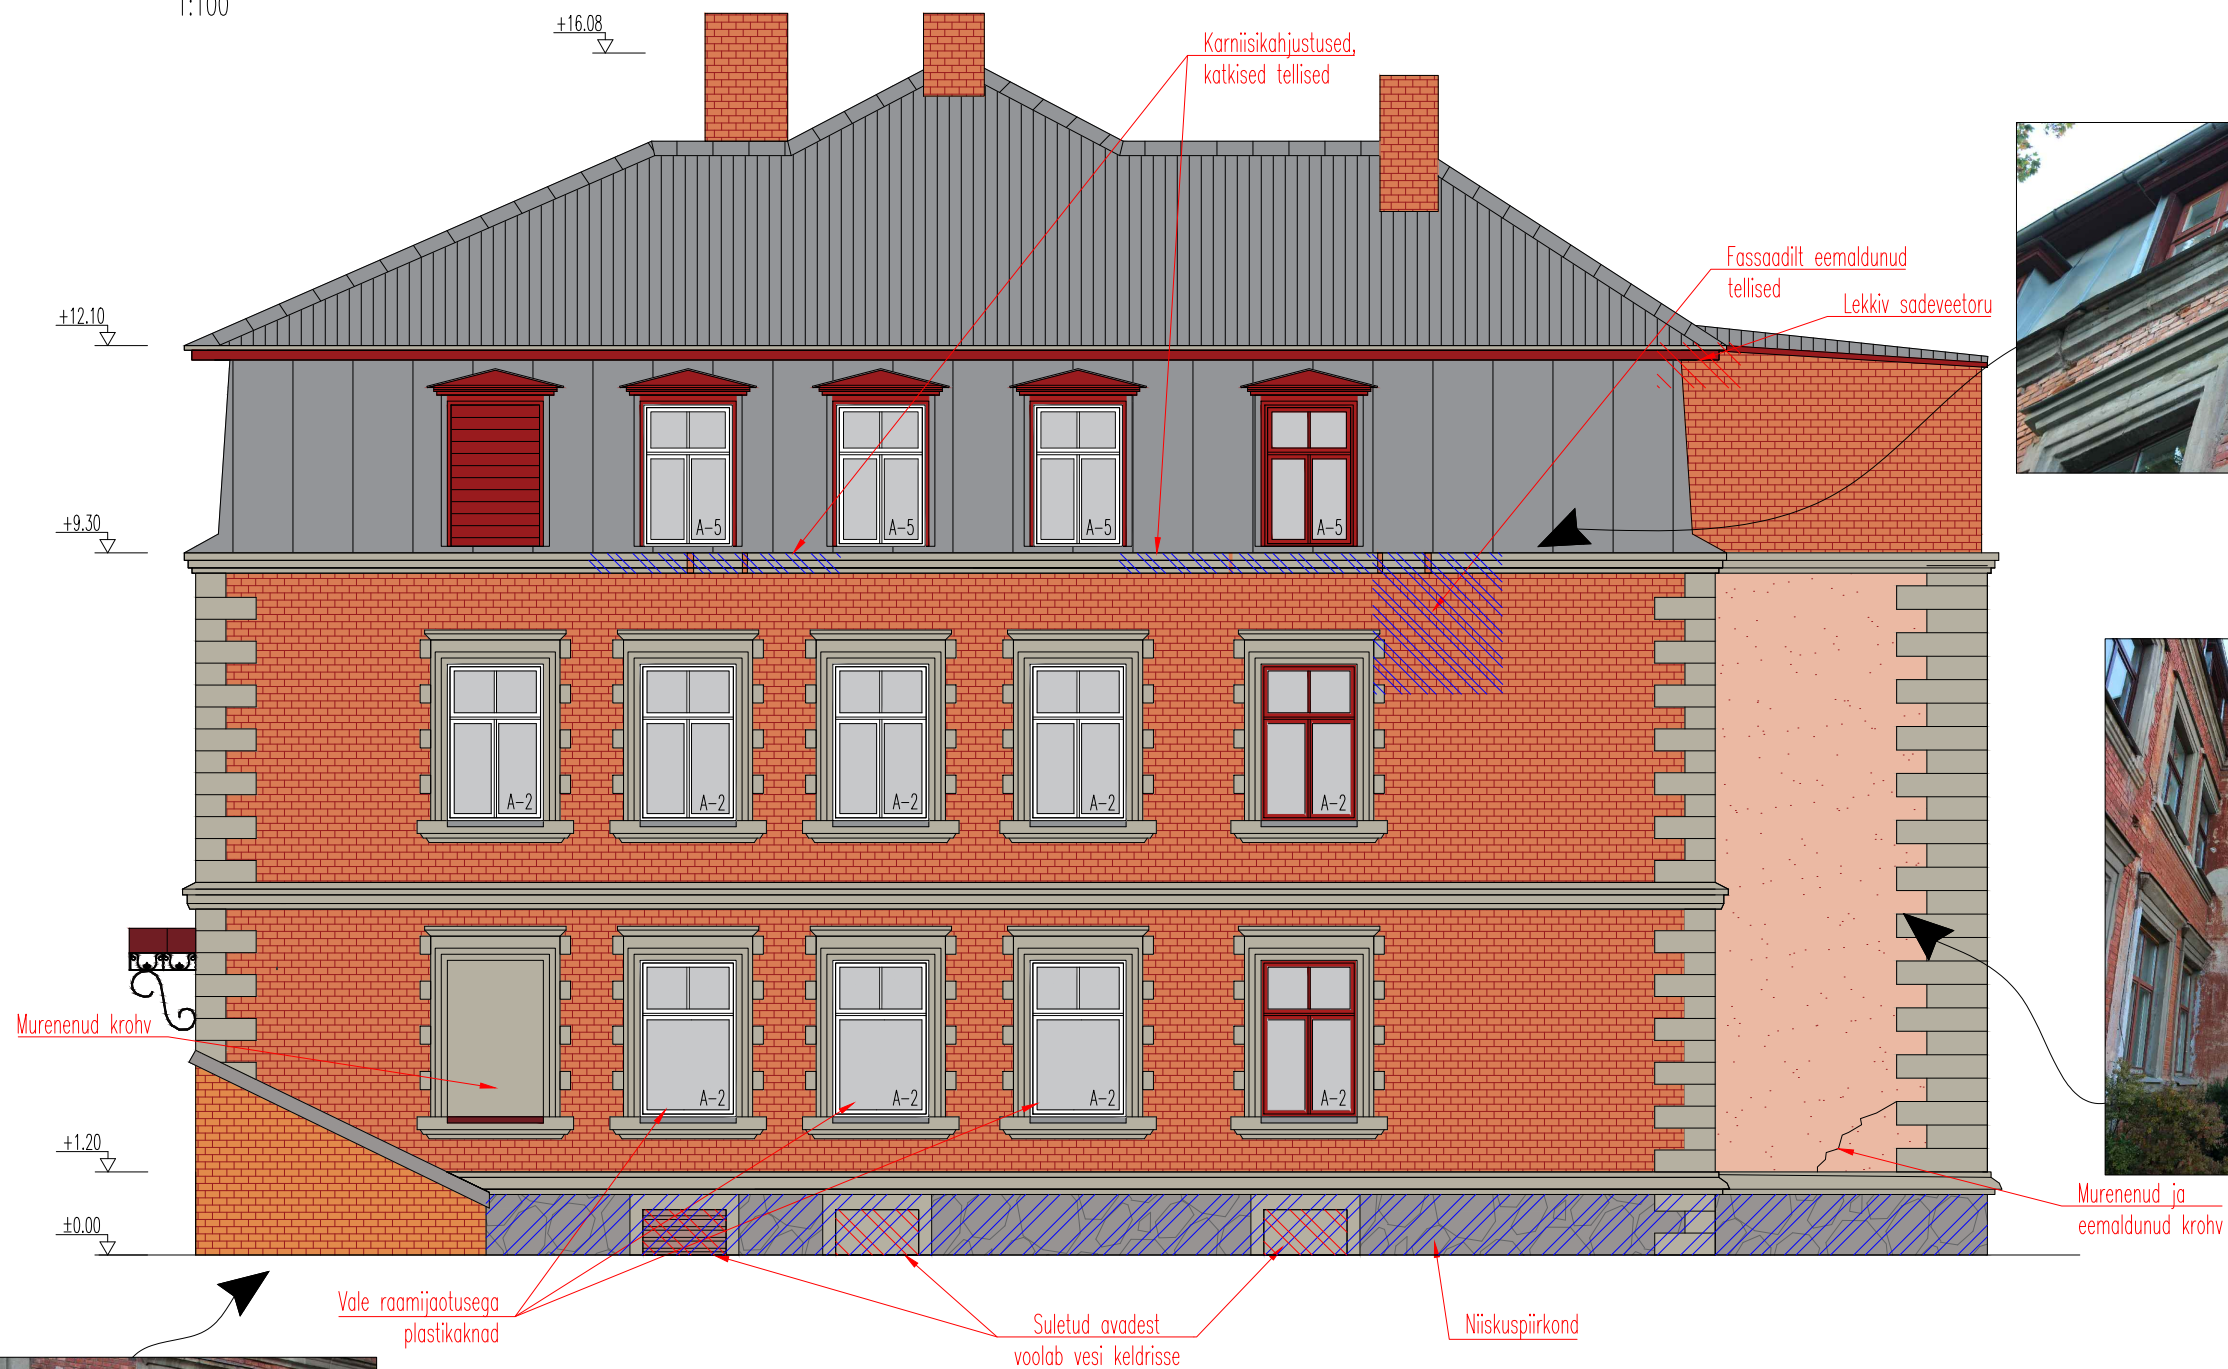 1:100
+16.08
Karniisikahjustused,
katkised tellised
Fassaadilt eemaldunud
tellised
Lekkiv sadeveetoru
+12.10
+9.30
A-5
A-5
A-5
A-5
A-2
A-2
A-2
A-2
A-2
Murenenud krohv
A-2
A-2
A-2
A-2
+1.20
±0.00
Murenenud ja
eemaldunud krohv
Vale raamijaotusega
plastikaknad
Suletud avadest
voolab vesi keldrisse
Niiskuspiirkond